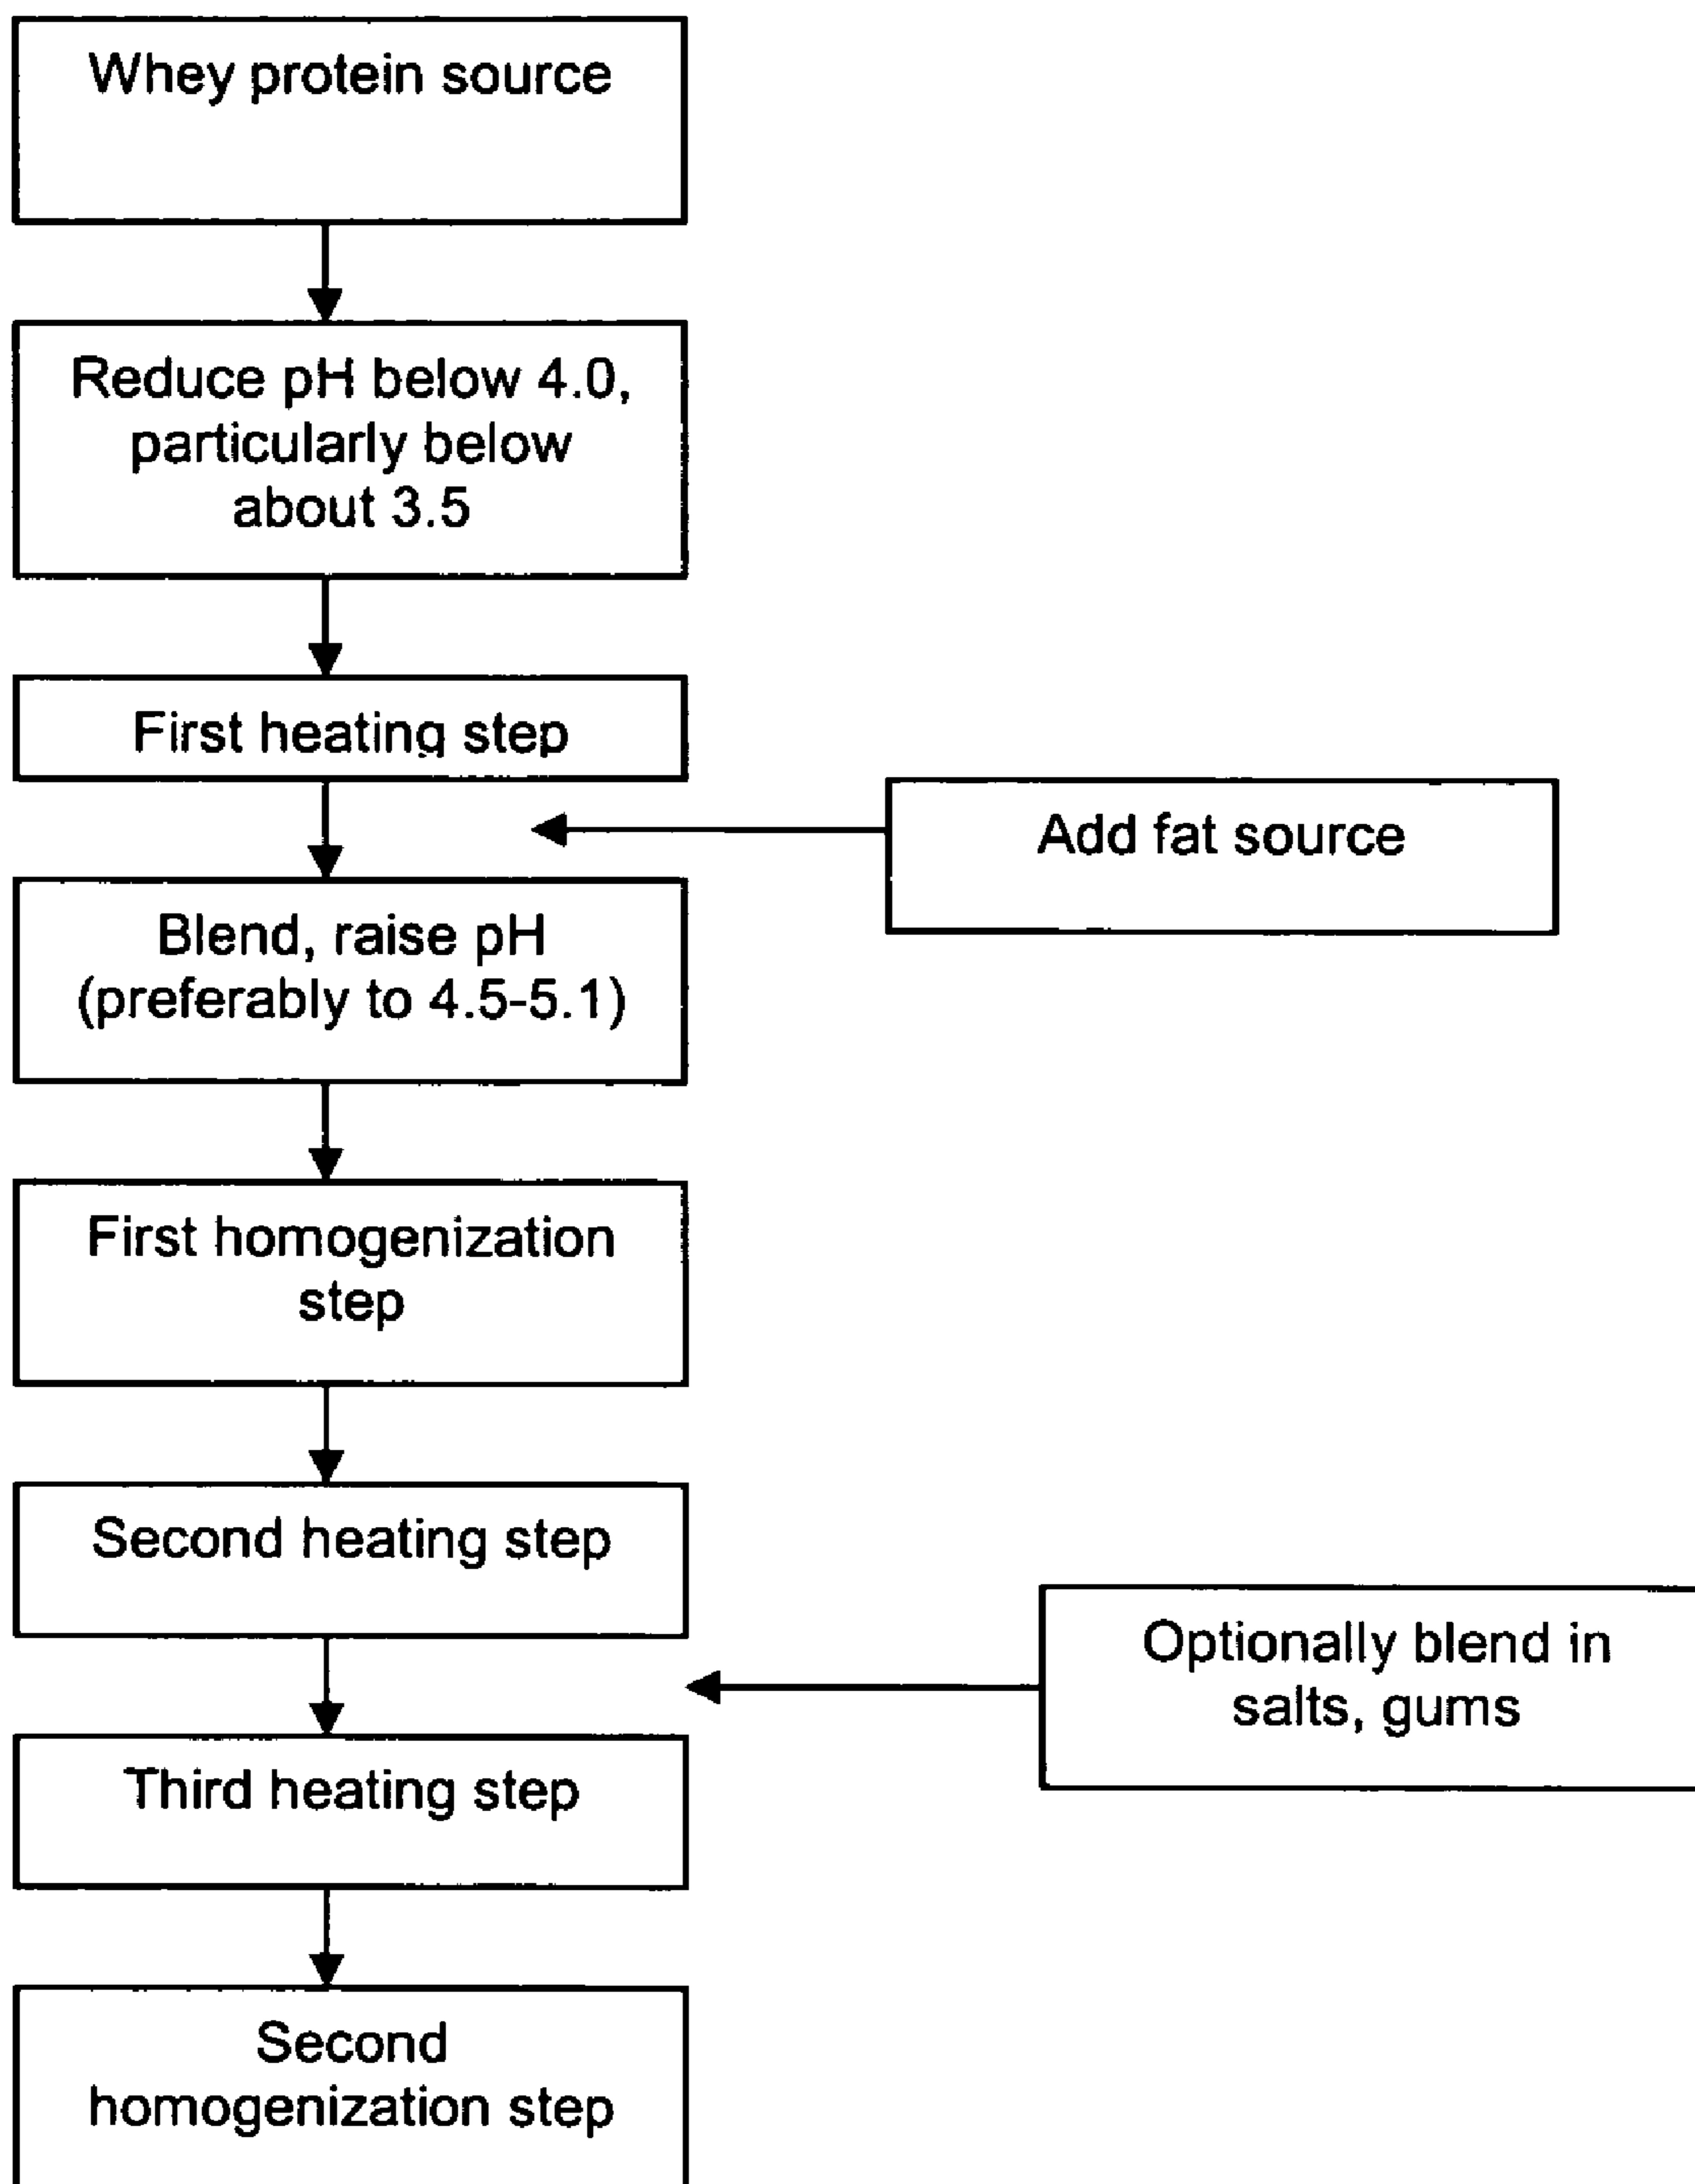 Whey protein source
Reduce pH below 4.0,
particularly below
about 3.5
First heating step
Add fat source
Blend, raise pH
(preferably to 4.5-5.1)
First homogenization
step
Second heating step
Optionally blend in
salts, gums
Third heating step
Second
homogenization step